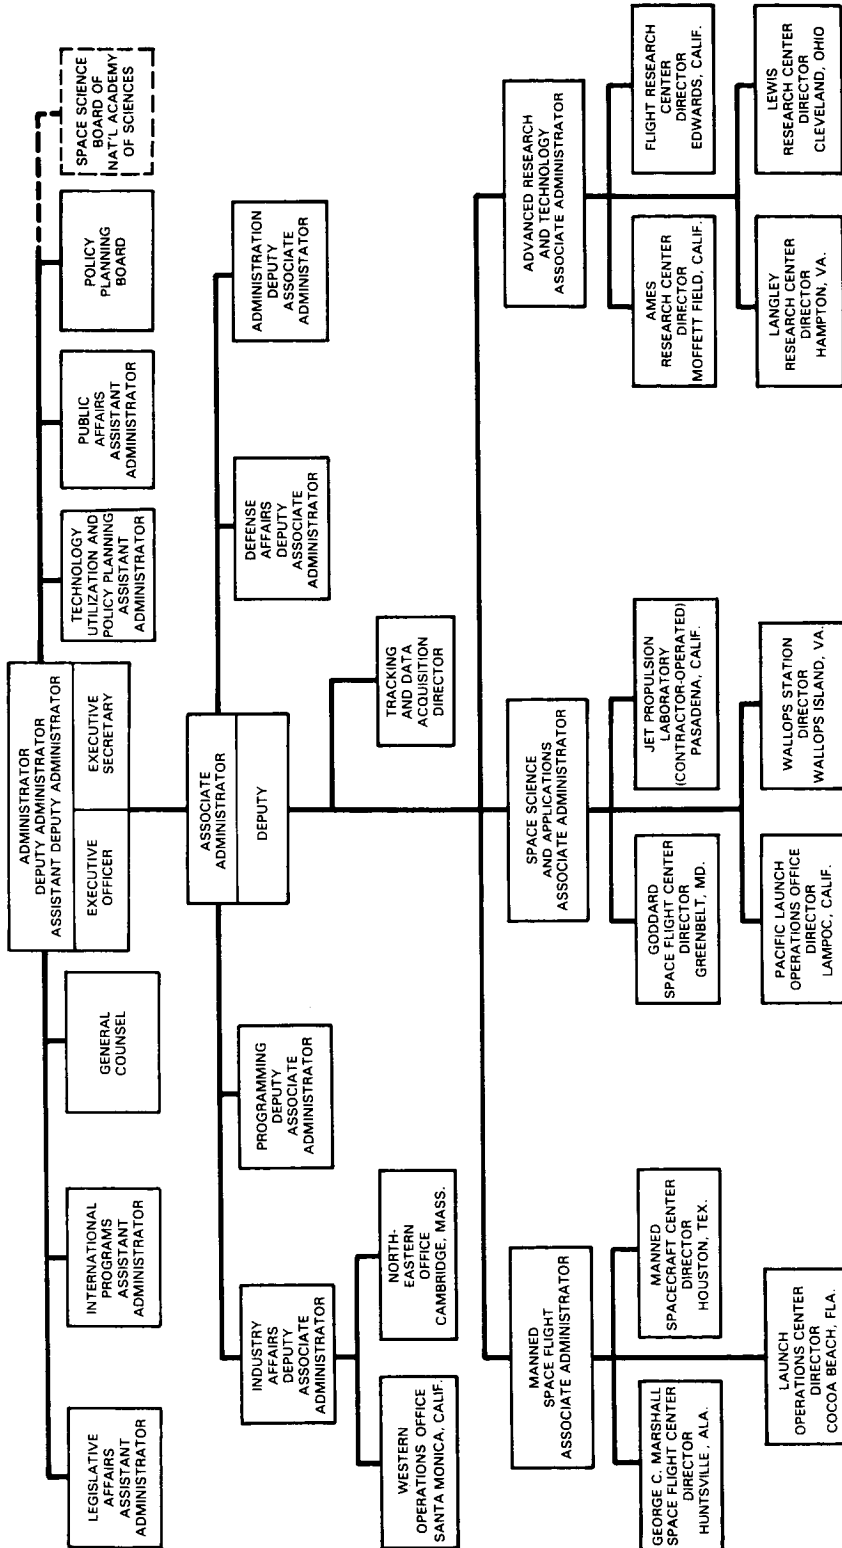 ADMINISTRATOR
DEPUTY ADMINISTRATOR
ASSISTANT DEPUTY ADMINISTRATOR
EXECUTIVE
OFFICER
EXECUTIVE
SECRETARY
LEGISLATIVE
AFFAIRS
ASSISTANT
ADMINISTRATOR
INTERNATIONAL
PROGRAMS
ASSISTANT
ADMINISTRATOR
GENERAL
COUNSEL
TECHNOLOGY
UTILIZATION AND
POLICY PLANNING
ASSISTANT
ADMINISTRATOR
PUBLIC
AFFAIRS
ASSISTANT
ADMINISTRATOR
POLICY
PLANNING
BOARD
SPACE SCIENCE
BOARD OF
NAT'L ACADEMY
OF SCIENCES
ASSOCIATE
ADMINISTRATOR
DEPUTY
INDUSTRY
AFFAIRS DEPUTY
ASSOCIATE
ADMINISTRATOR
PROGRAMMING
DEPUTY
ASSOCIATE
ADMINISTRATOR
DEFENSE
AFFAIRS
DEPUTY
ASSOCIATE
ADMINISTRATOR
ADMINISTRATION
DEPUTY
ASSOCIATE
ADMINISTATOR
WESTERN
OPERATIONS OFFICE
SANTA MONICA, CALIF.
NORTH-
EASTERN
OFFICE
CAMBRIDGE, MASS.
TRACKING
AND DATA
ACQUISITION
DIRECTOR
MANNED
SPACE FLIGHT
ASSOCIATE ADMINISTRATOR
SPACE SCIENCE
AND APPLICATIONS
ASSOCIATE ADMINISTRATOR
ADVANCED RESEARCH
AND TECHNOLOGY
ASSOCIATE ADMINISTRATOR
GEORGE C. MARSHALL
SPACE FLIGHT CENTER
DIRECTOR
HUNTSVILLE, ALA.
MANNED
SPACECRAFT CENTER
DIRECTOR
HOUSTON, TEX.
GODDARD
SPACE FLIGHT CENTER
DIRECTOR
GREENBELT, MD.
JET PROPULSION
LABORATORY
(CONTRACTOR-OPERATED)
PASADENA, CALIF.
AMES
RESEARCH CENTER
DIRECTOR
MOFFETT FIELD, CALIF.
FLIGHT RESEARCH
CENTER
DIRECTOR
EDWARDS, CALIF.
LAUNCH
OPERATIONS CENTER
DIRECTOR
COCOA BEACH, FLA.
PACIFIC LAUNCH
OPERATIONS OFFICE
DIRECTOR
LAMPOC, CALIF.
WALLOPS STATION
DIRECTOR
WALLOPS ISLAND, VA.
LANGLEY
RESEARCH CENTER
DIRECTOR
HAMPTON, VA.
LEWIS
RESEARCH CENTER
DIRECTOR
CLEVELAND, OHIO